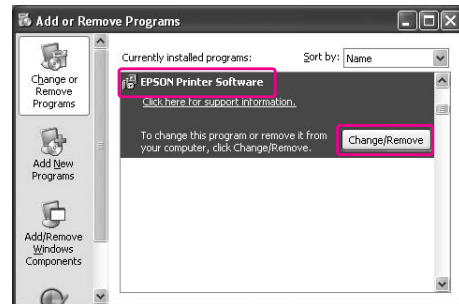 Add or Remove Programs
Change or
Remove
Programs
Add New
Programs
Add/Remove
Windows
Components
Currently installed programs:
Sort by:
Name
EPSON Printer Software
Click here for support information.
To change this program or remove it from
your computer, click Change/Remove.
Change/Remove